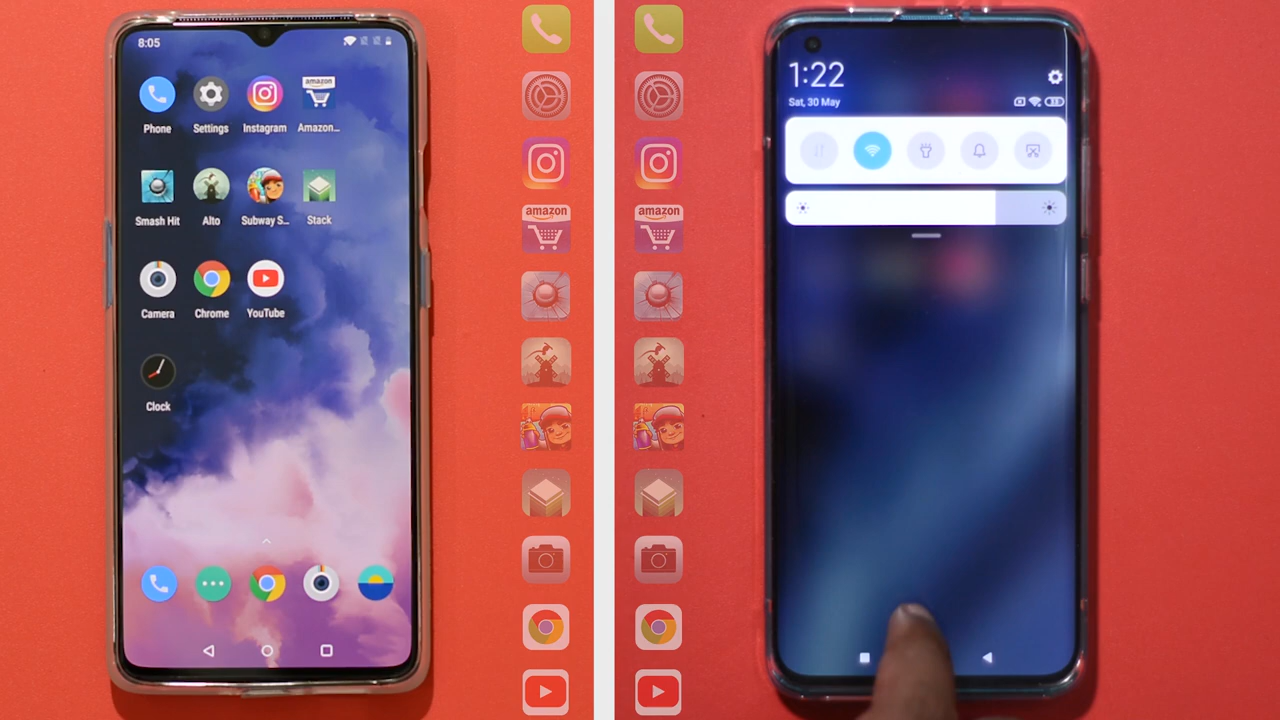 8:05
Phone
Settings
Instagram
Amazon...
amazon
Smash Hit
Alto
Subway S...
Stack
Camera
Chrome
YouTube
Clock
amazon
amazon
1:22
Sat, 30 May